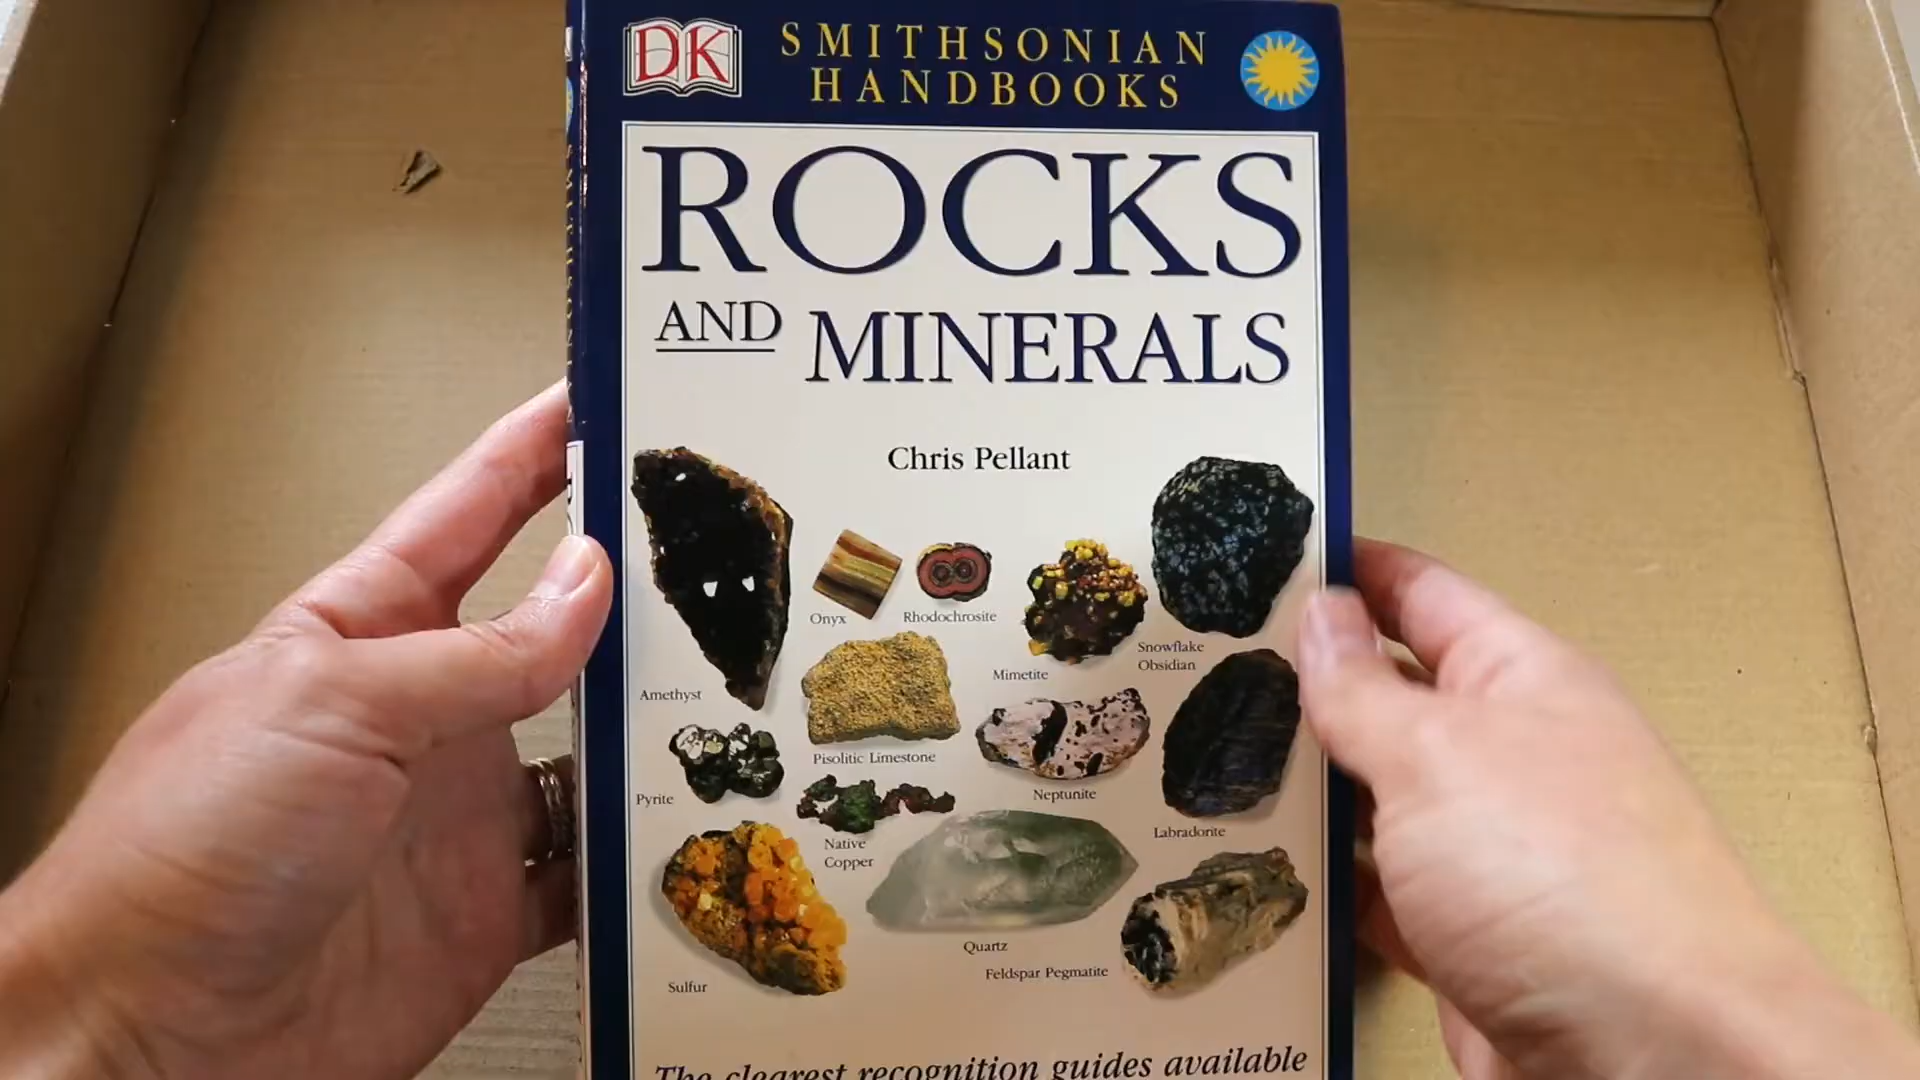 DK
SMITHSONIAN
HANDBOOKS
ROCKS
AND MINERALS
Chris Pellant
Onyx
Rhodochrosite
Snowflake
Obsidian
Mimetite
Amethyst
Pisolitic Limestone
Neptunite
Pyrite
Labradorite
Native
Copper
Quartz
Feldspar Pegmatite
Sulfur
The clearest recognition guides available